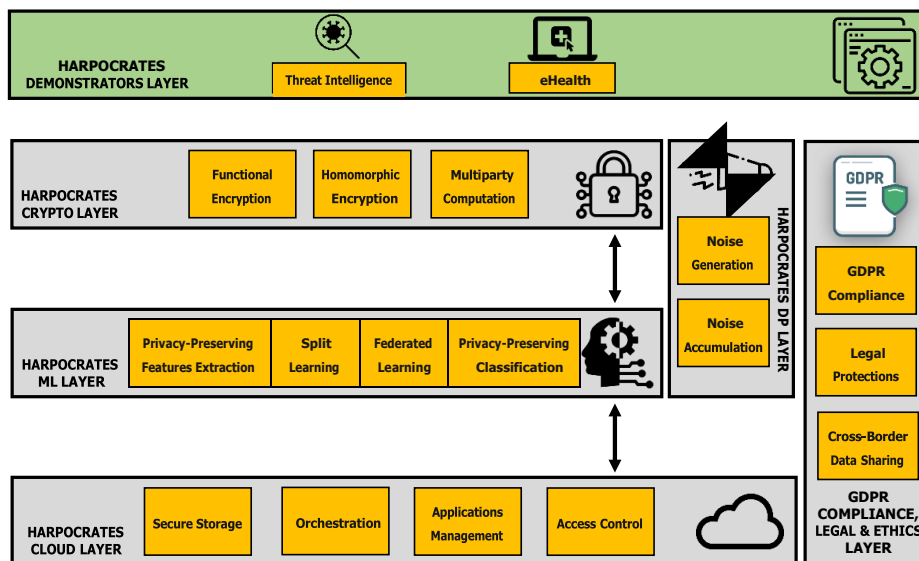 HARPOCRATES
DEMONSTRATORS LAYER
Threat Intelligence
eHealth
HARPOCRATES
CRYPTO LAYER
Functional
Encryption
Homomorphic
Encryption
Multiparty
Computation
HARPOCRATES
ML LAYER
Privacy-Preserving
Features Extraction
Split
Learning
Federated
Learning
Privacy-Preserving
Classification
HARPOCRATES DP LAYER
Noise
Generation
Noise
Accumulation
GDPR
GDPR
Compliance
Legal
Protections
Cross-Border
Data Sharing
GDPR
COMPLIANCE,
LEGAL & ETHICS
LAYER
HARPOCRATES
CLOUD LAYER
Secure Storage
Orchestration
Applications
Management
Access Control